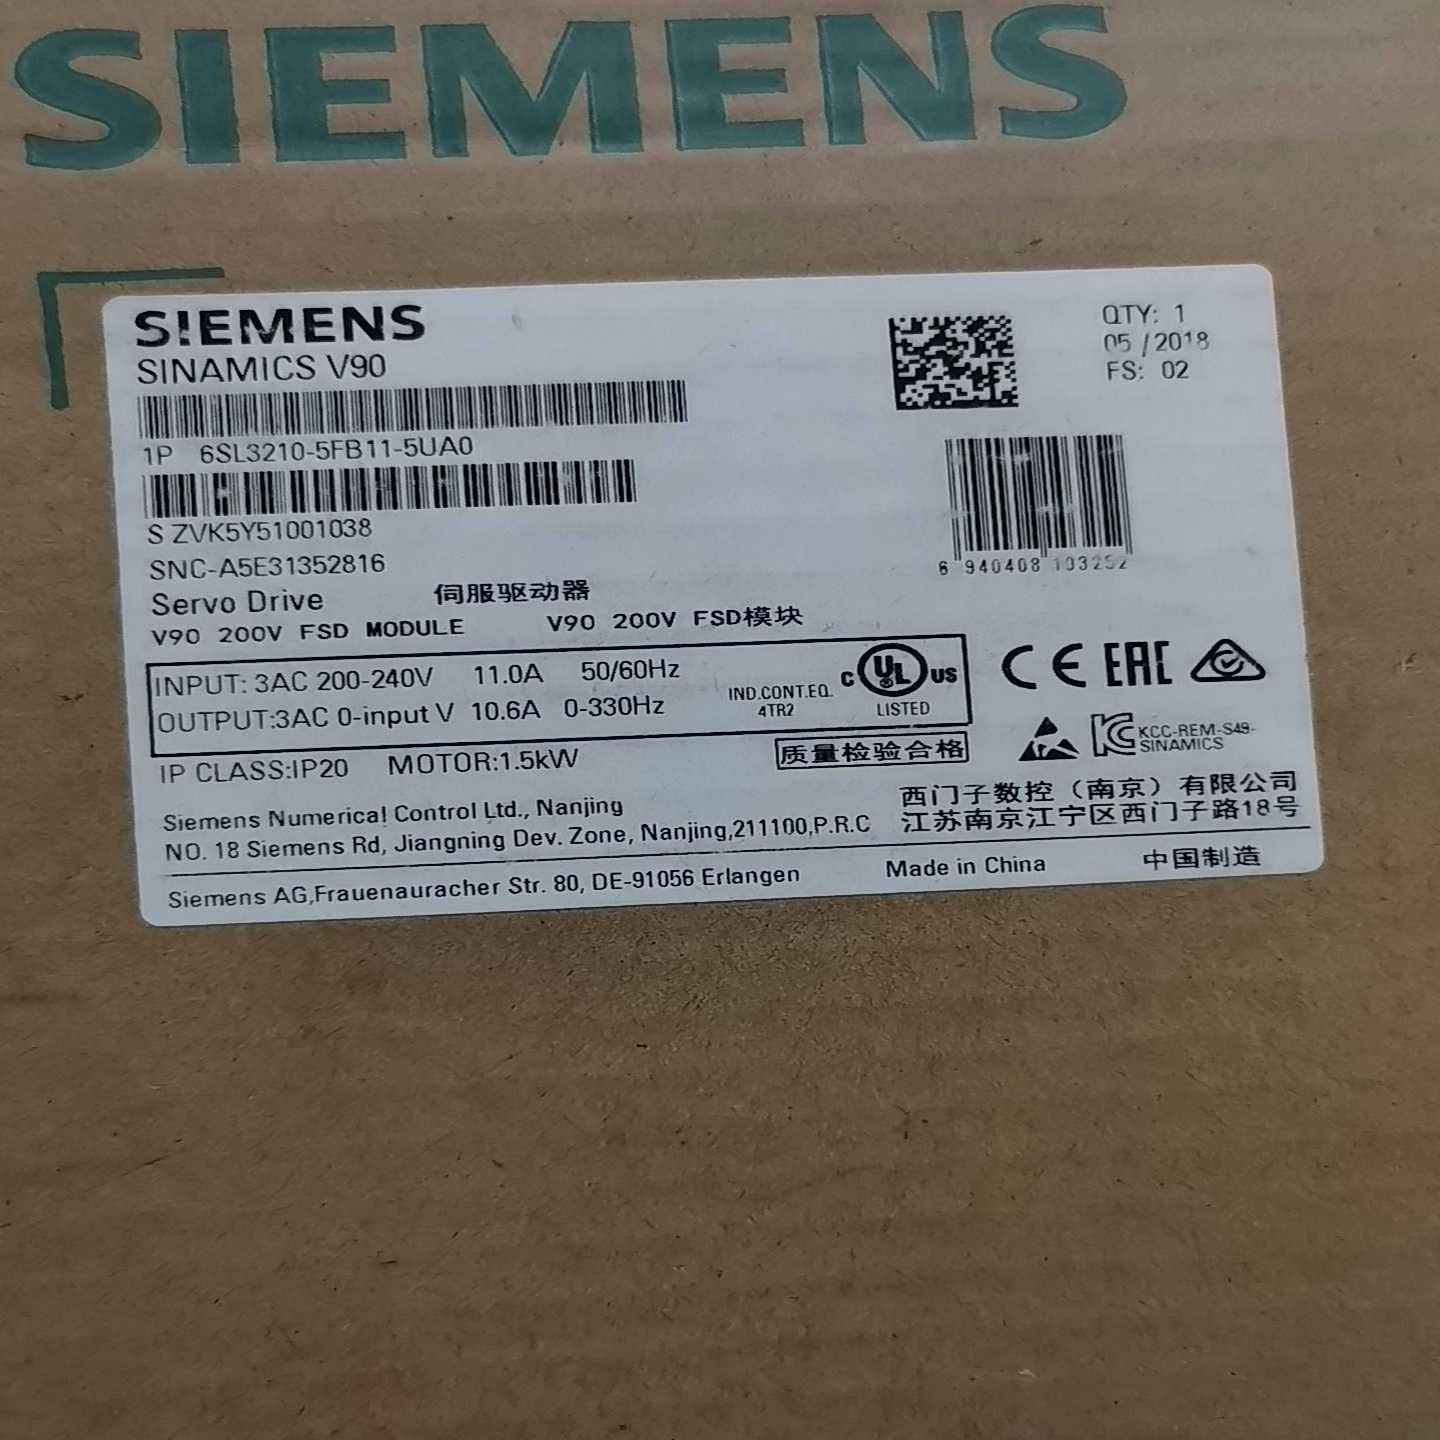 SIEMENS
SIEMENS
SINAMICS V90
1P 6SL3210-5FB11-5UA0
S ZVK5Y51001038
SNC-A5E31352816
Servo Drive 伺服驱动器
V90 200V FSD MODULE V90 200V FSD模块
QTY: 1
05/2018
FS: 02
6 940408 103252
INPUT: 3AC 200-240V 11.0A 50/60Hz
OUTPUT:3AC 0-input V 10.6A 0-330Hz
IND.CONT.EQ.
4TR2
C UL US
LISTED
CE EAC
KCC-REM-S49-
SINAMICS
IP CLASS:IP20 MOTOR:1.5kW
质量检验合格
Siemens Numerical Control Ltd., Nanjing
NO. 18 Siemens Rd, Jiangning Dev. Zone, Nanjing,211100,P.R.C
西门子数控（南京）有限公司
江苏南京江宁区西门子路18号
Siemens AG,Frauenauracher Str. 80, DE-91056 Erlangen
Made in China 中国制造